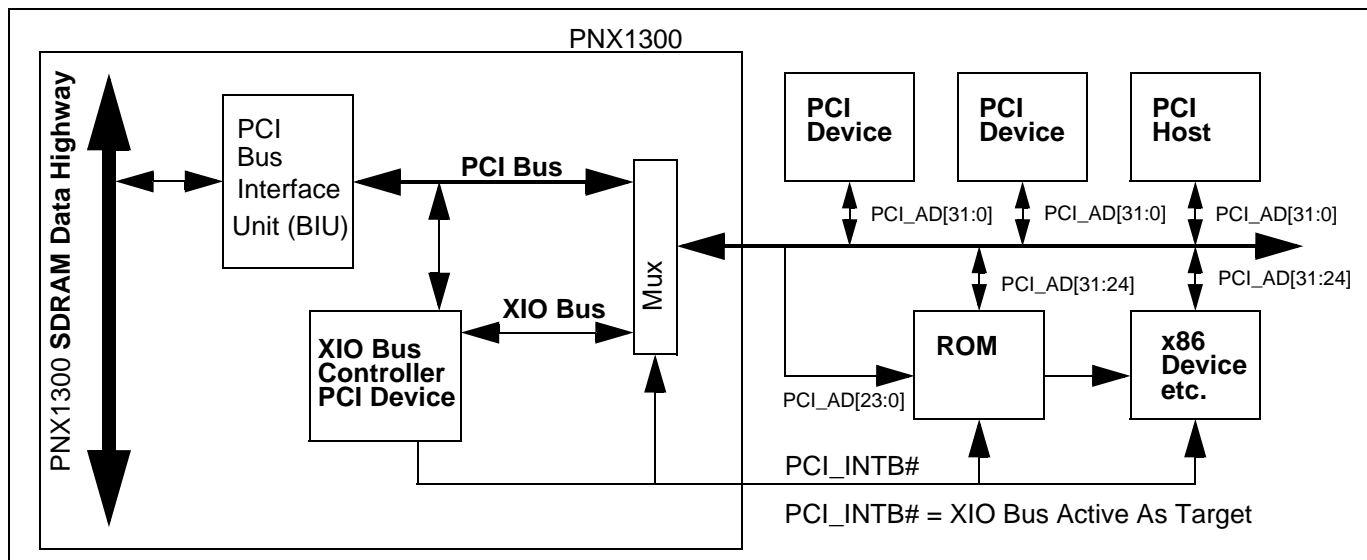 PNX1300
PNX1300 SDRAM Data Highway
PCI
Bus
Interface
Unit (BIU)
PCI Bus
XIO Bus
XIO Bus
Controller
PCI Device
Mux
PCI
Device
PCI
Device
PCI
Host
PCI_AD[31:0]
PCI_AD[31:0]
PCI_AD[31:0]
PCI_AD[31:24]
PCI_AD[31:24]
ROM
x86
Device
etc.
PCI_AD[23:0]
PCI_INTB#
PCI_INTB# = XIO Bus Active As Target